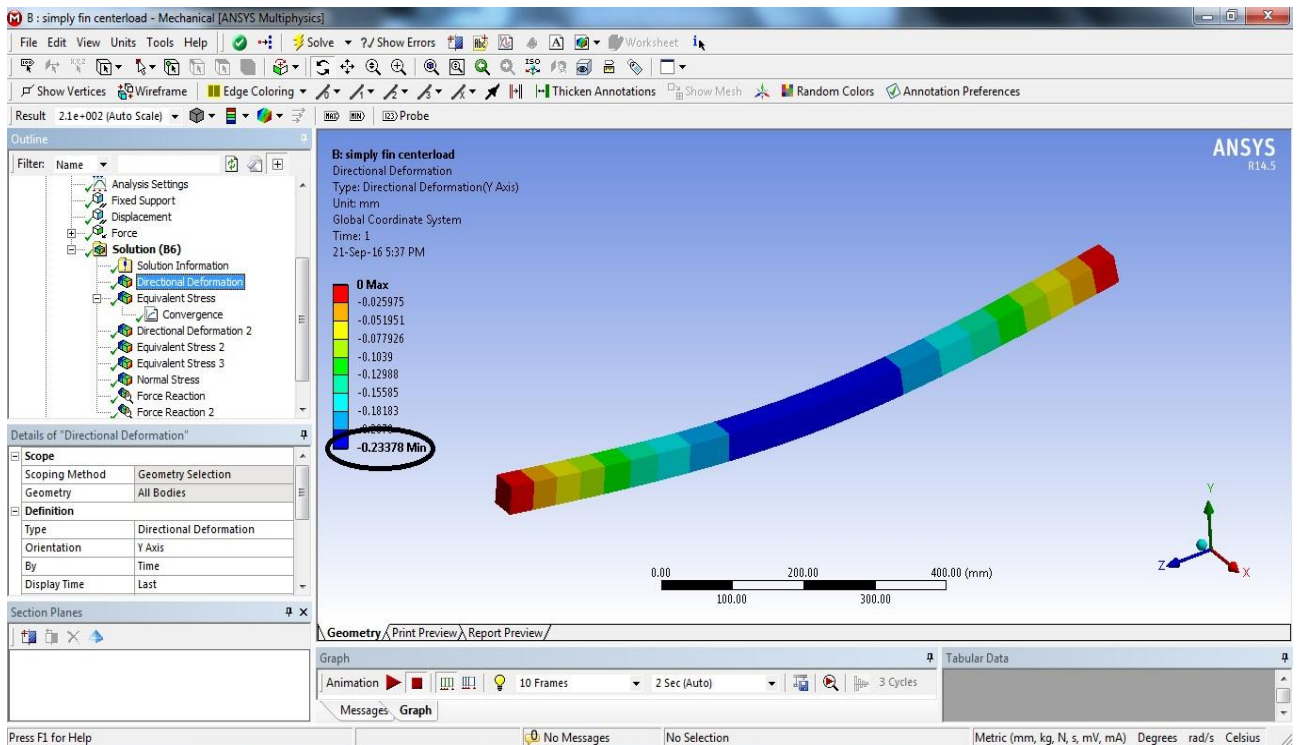 B : simply fin centerload - Mechanical [ANSYS Multiphysics]
File Edit View Units Tools Help Solve ?/ Show Errors Worksheet
Show Vertices Wireframe Edge Coloring Thicken Annotations Show Mesh Random Colors Annotation Preferences
Result 2.1e+002 (Auto Scale) MAX MIN Probe
Outline
Filter: Name
Analysis Settings
Fixed Support
Displacement
Force
Solution (B6)
Solution Information
Directional Deformation
Equivalent Stress
Convergence
Directional Deformation 2
Equivalent Stress 2
Equivalent Stress 3
Normal Stress
Force Reaction
Force Reaction 2
Details of "Directional Deformation"
Scope
Scoping Method Geometry Selection
Geometry All Bodies
Definition
Type Directional Deformation
Orientation Y Axis
By Time
Display Time Last
Section Planes
B: simply fin centerload
Directional Deformation
Type: Directional Deformation(Y Axis)
Unit: mm
Global Coordinate System
Time: 1
21-Sep-16 5:37 PM
0 Max
-0.025975
-0.051951
-0.077926
-0.1039
-0.12988
-0.15585
-0.18183
-0.23378 Min
ANSYS
R14.5
Y
Z
X
0.00 200.00 400.00 (mm)
100.00 300.00
Geometry Print Preview Report Preview
Graph
Animation 10 Frames 2 Sec (Auto) 3 Cycles
Messages Graph
Tabular Data
Press F1 for Help 0 No Messages No Selection Metric (mm, kg, N, s, mV, mA) Degrees rad/s Celsius